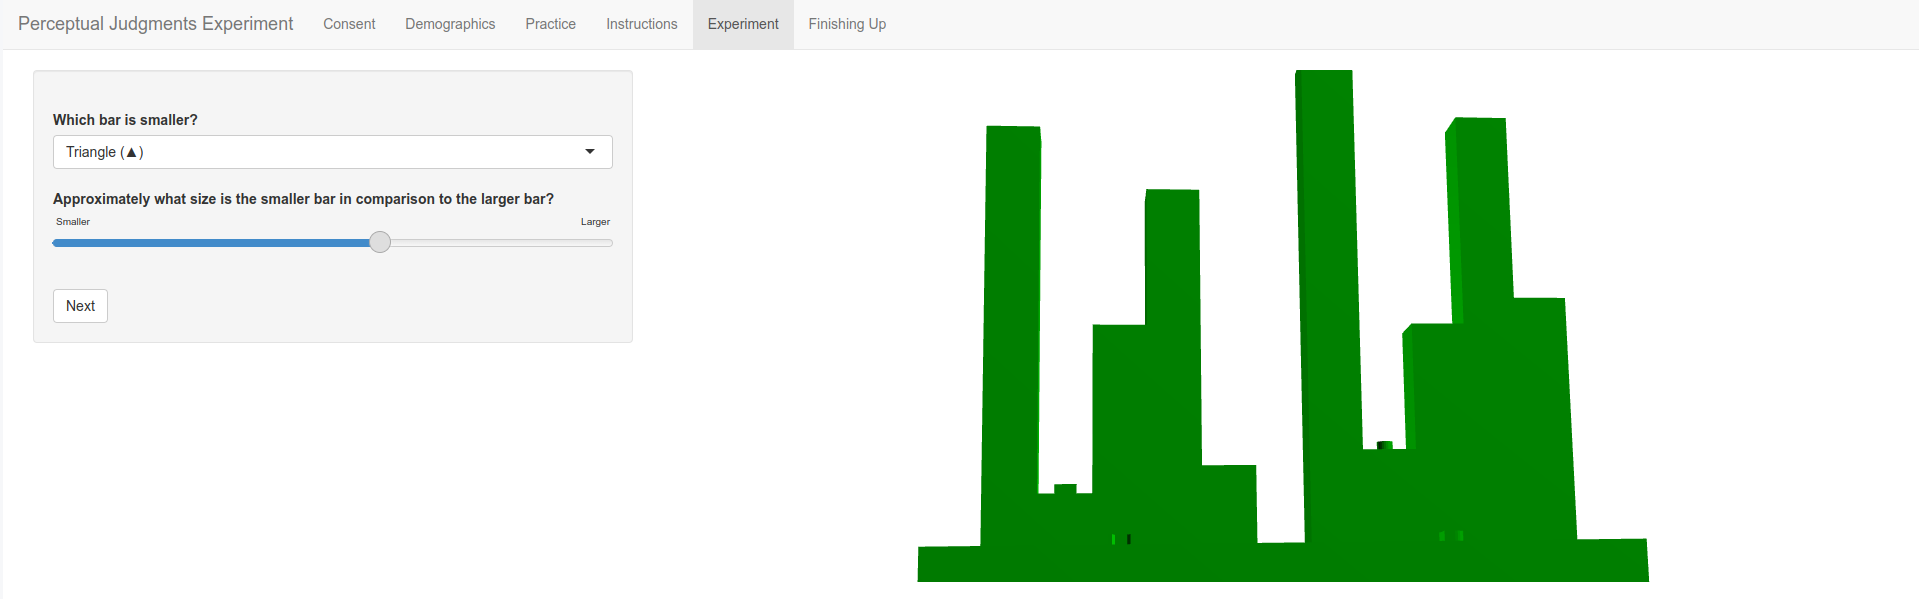 Perceptual Judgments Experiment Consent Demographics Practice Instructions Experiment Finishing Up
Which bar is smaller?
Triangle (▲)
Approximately what size is the smaller bar in comparison to the larger bar?
Smaller Larger
Next